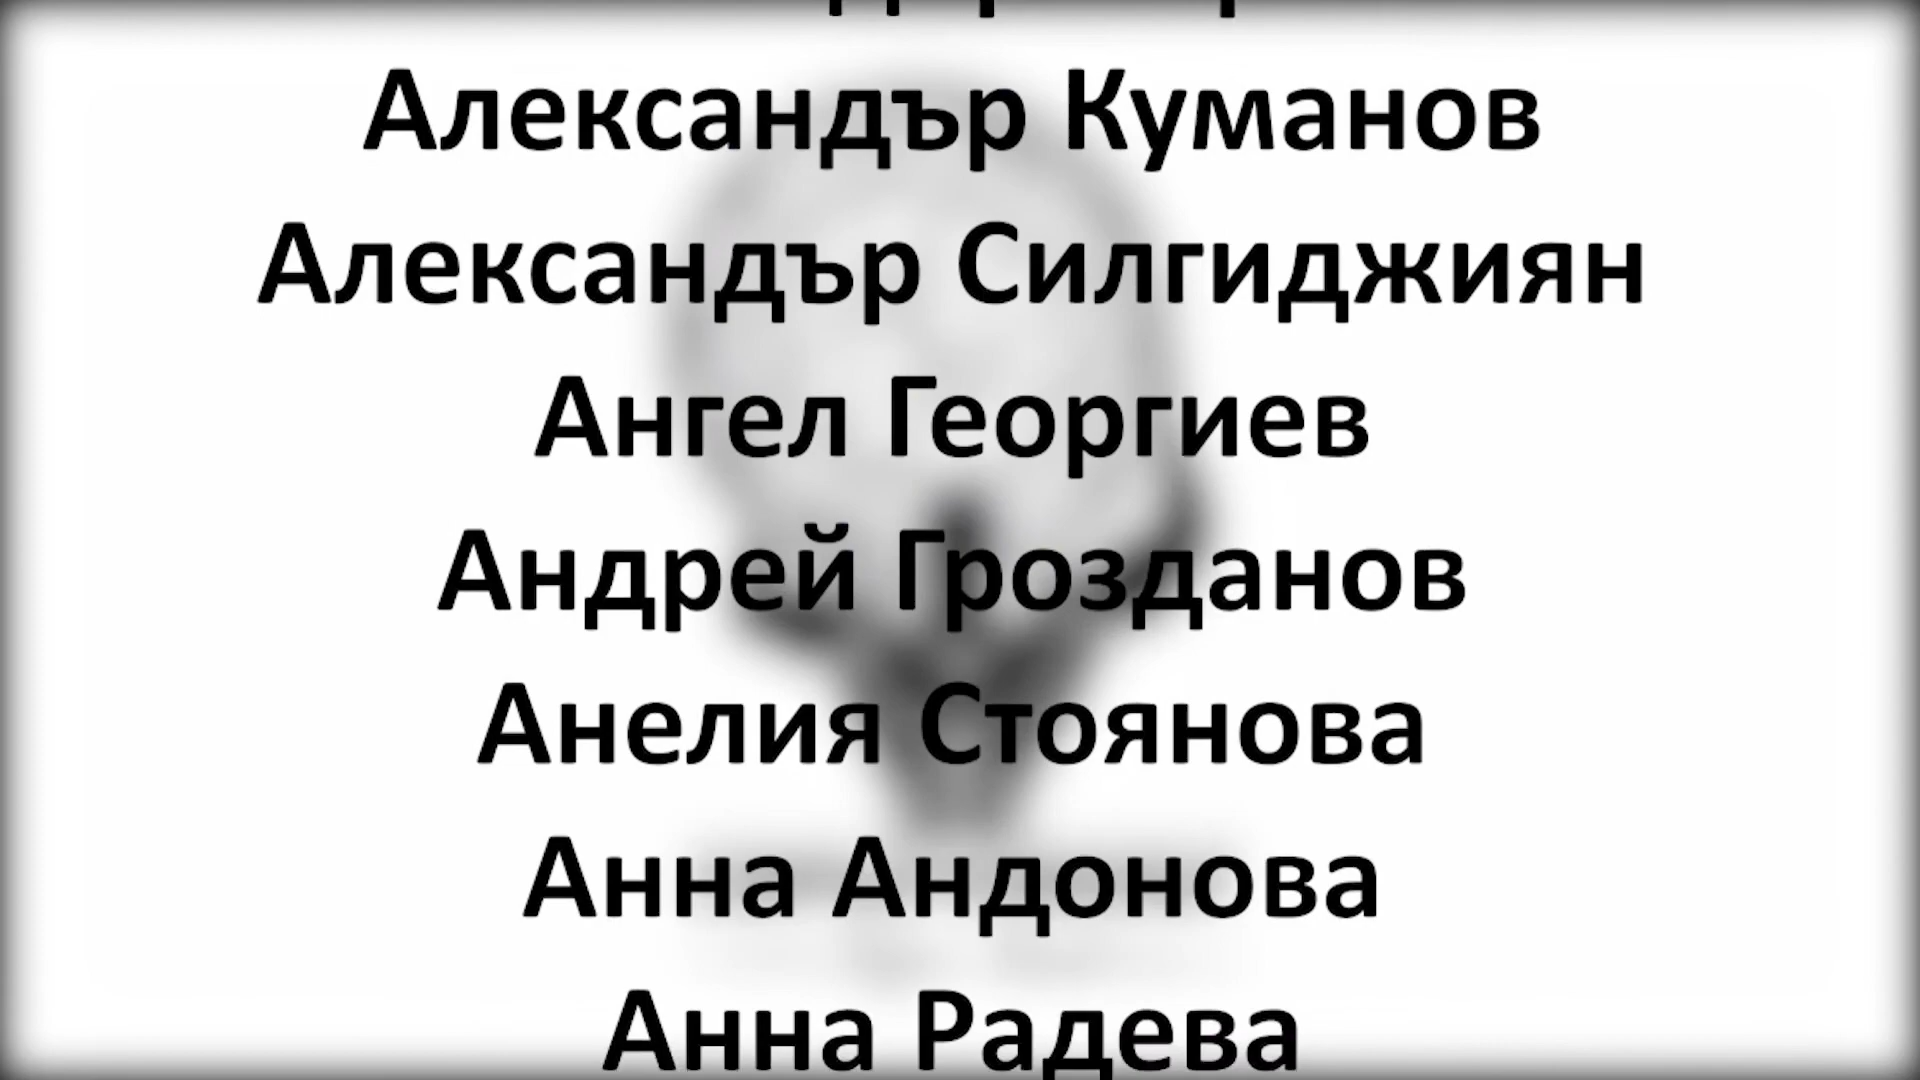 Александър Куманов
Александър Силгиджиян
Ангел Георгиев
Андрей Грозданов
Анелия Стоянова
Анна Андонова
Анна Радева